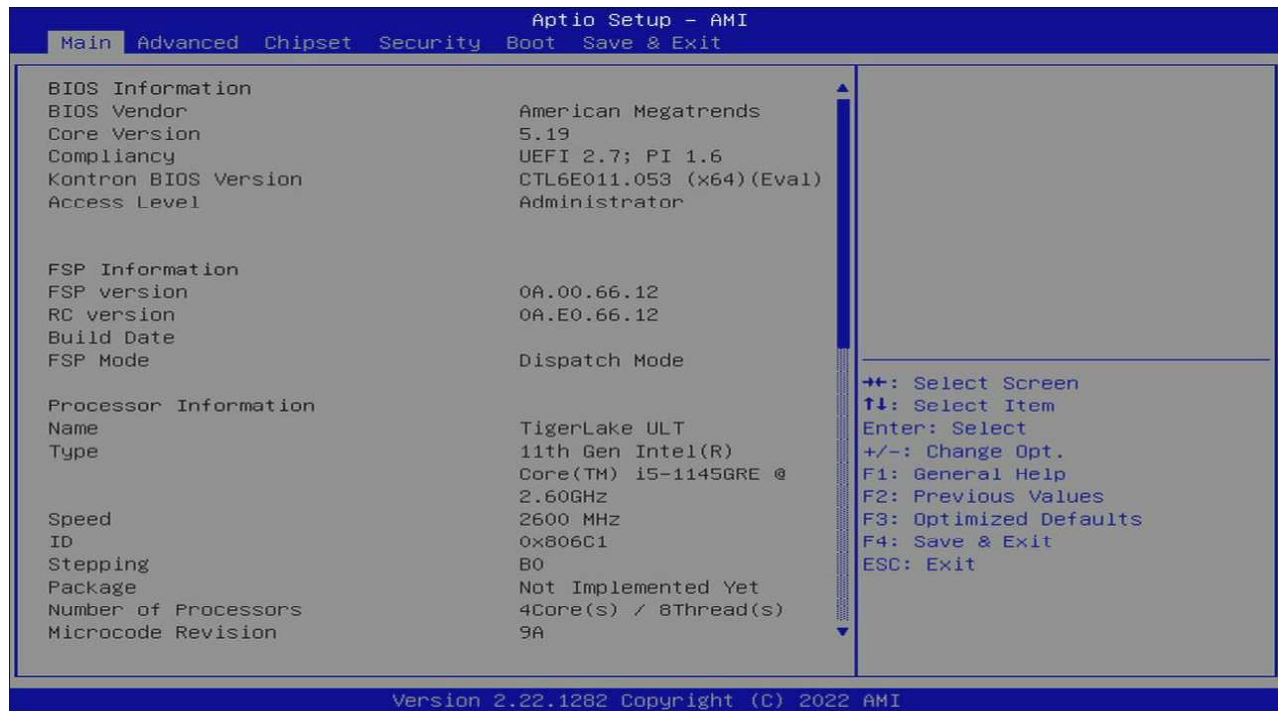 Aptio Setup – AMI
Main Advanced Chipset Security Boot Save & Exit
BIOS Information
BIOS Vendor American Megatrends
Core Version 5.19
Compliancy UEFI 2.7; PI 1.6
Kontron BIOS Version CTL6E011.053 (x64)(Eval)
Access Level Administrator
FSP Information
FSP version 0A.00.66.12
RC version 0A.E0.66.12
Build Date
FSP Mode Dispatch Mode
Processor Information
Name TigerLake ULT
Type 11th Gen Intel(R)
Core(TM) i5-1145GRE @
2.60GHz
Speed 2600 MHz
ID 0x806C1
Stepping B0
Package Not Implemented Yet
Number of Processors 4Core(s) / 8Thread(s)
Microcode Revision 9A
→←: Select Screen
↑↓: Select Item
Enter: Select
+/-: Change Opt.
F1: General Help
F2: Previous Values
F3: Optimized Defaults
F4: Save & Exit
ESC: Exit
Version 2.22.1282 Copyright (C) 2022 AMI